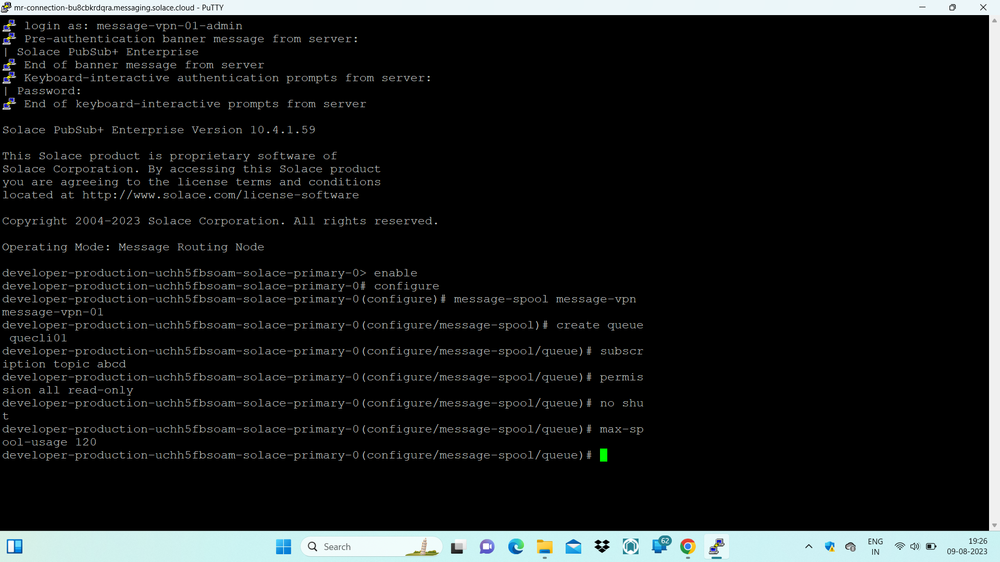 mr-connection-bu8cbkrdqra.messaging.solace.cloud - PuTTY
login as: message-vpn-01-admin
Pre-authentication banner message from server:
| Solace PubSub+ Enterprise
End of banner message from server
Keyboard-interactive authentication prompts from server:
| Password:
End of keyboard-interactive prompts from server
Solace PubSub+ Enterprise Version 10.4.1.59
This Solace product is proprietary software of
Solace Corporation. By accessing this Solace product
you are agreeing to the license terms and conditions
located at http://www.solace.com/license-software
Copyright 2004-2023 Solace Corporation. All rights reserved.
Operating Mode: Message Routing Node
developer-production-uchh5fbsoam-solace-primary-0> enable
developer-production-uchh5fbsoam-solace-primary-0# configure
developer-production-uchh5fbsoam-solace-primary-0(configure)# message-spool message-vpn
message-vpn-01
developer-production-uchh5fbsoam-solace-primary-0(configure/message-spool)# create queue
quecli01
developer-production-uchh5fbsoam-solace-primary-0(configure/message-spool/queue)# subscr
iption topic abcd
developer-production-uchh5fbsoam-solace-primary-0(configure/message-spool/queue)# permis
sion all read-only
developer-production-uchh5fbsoam-solace-primary-0(configure/message-spool/queue)# no shu
t
developer-production-uchh5fbsoam-solace-primary-0(configure/message-spool/queue)# max-sp
ool-usage 120
developer-production-uchh5fbsoam-solace-primary-0(configure/message-spool/queue)#
Search
62
ENG
IN
19:26
09-08-2023